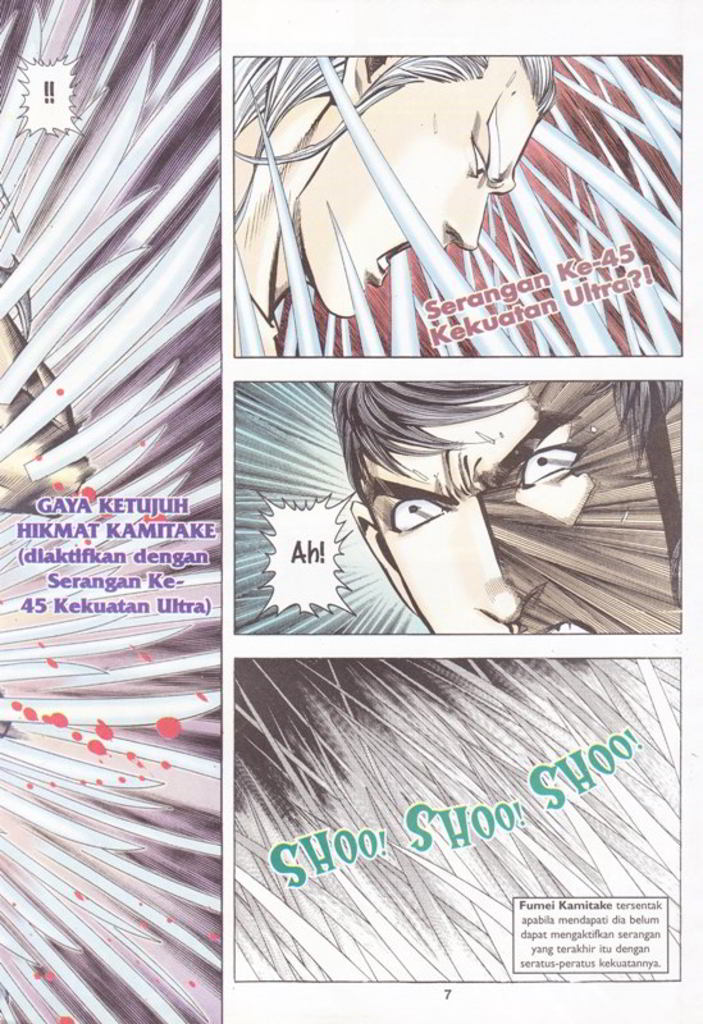 !!
GAYA KETUJUH
HIKMAT KAMITAKE
(diaktifkan dengan
Serangan Ke-
45 Kekuatan Ultra)
Serangan Ke-45
Kekuatan Ultra?!
Ah!
SHOO! SHOO! SHOO!
Fumei Kamitake tersentak
apabila mendapati dia belum
dapat mengaktifkan serangan
yang terakhir itu dengan
seratus-peratus kekuatannya.
7